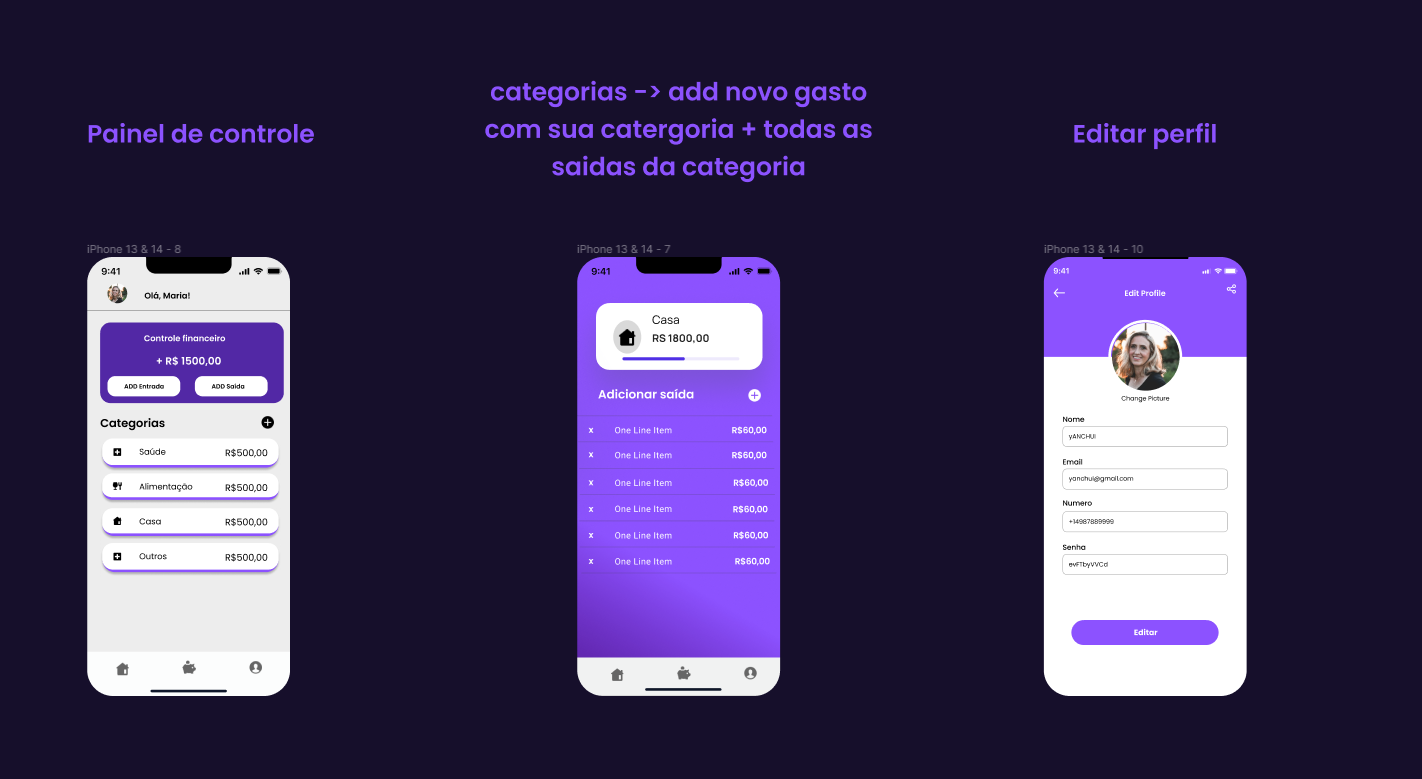 Painel de controle
categorias -> add novo gasto
com sua catergoria + todas as
saidas da categoria
Editar perfil
iPhone 13 & 14 - 8
9:41
Olá, Maria!
Controle financeiro
+ R$ 1500,00
ADD Entrada
ADD Saída
Categorias
Saúde
R$500,00
Alimentação
R$500,00
Casa
R$500,00
Outros
R$500,00
iPhone 13 & 14 - 7
9:41
Casa
RS 1800,00
Adicionar saída
x One Line Item R$60,00
x One Line Item R$60,00
x One Line Item R$60,00
x One Line Item R$60,00
x One Line Item R$60,00
x One Line Item R$60,00
iPhone 13 & 14 - 10
9:41
Edit Profile
Change Picture
Nome
yANCHUI
Email
yanchui@gmail.com
Numero
+14987889999
Senha
evFTbyVVCd
Editar